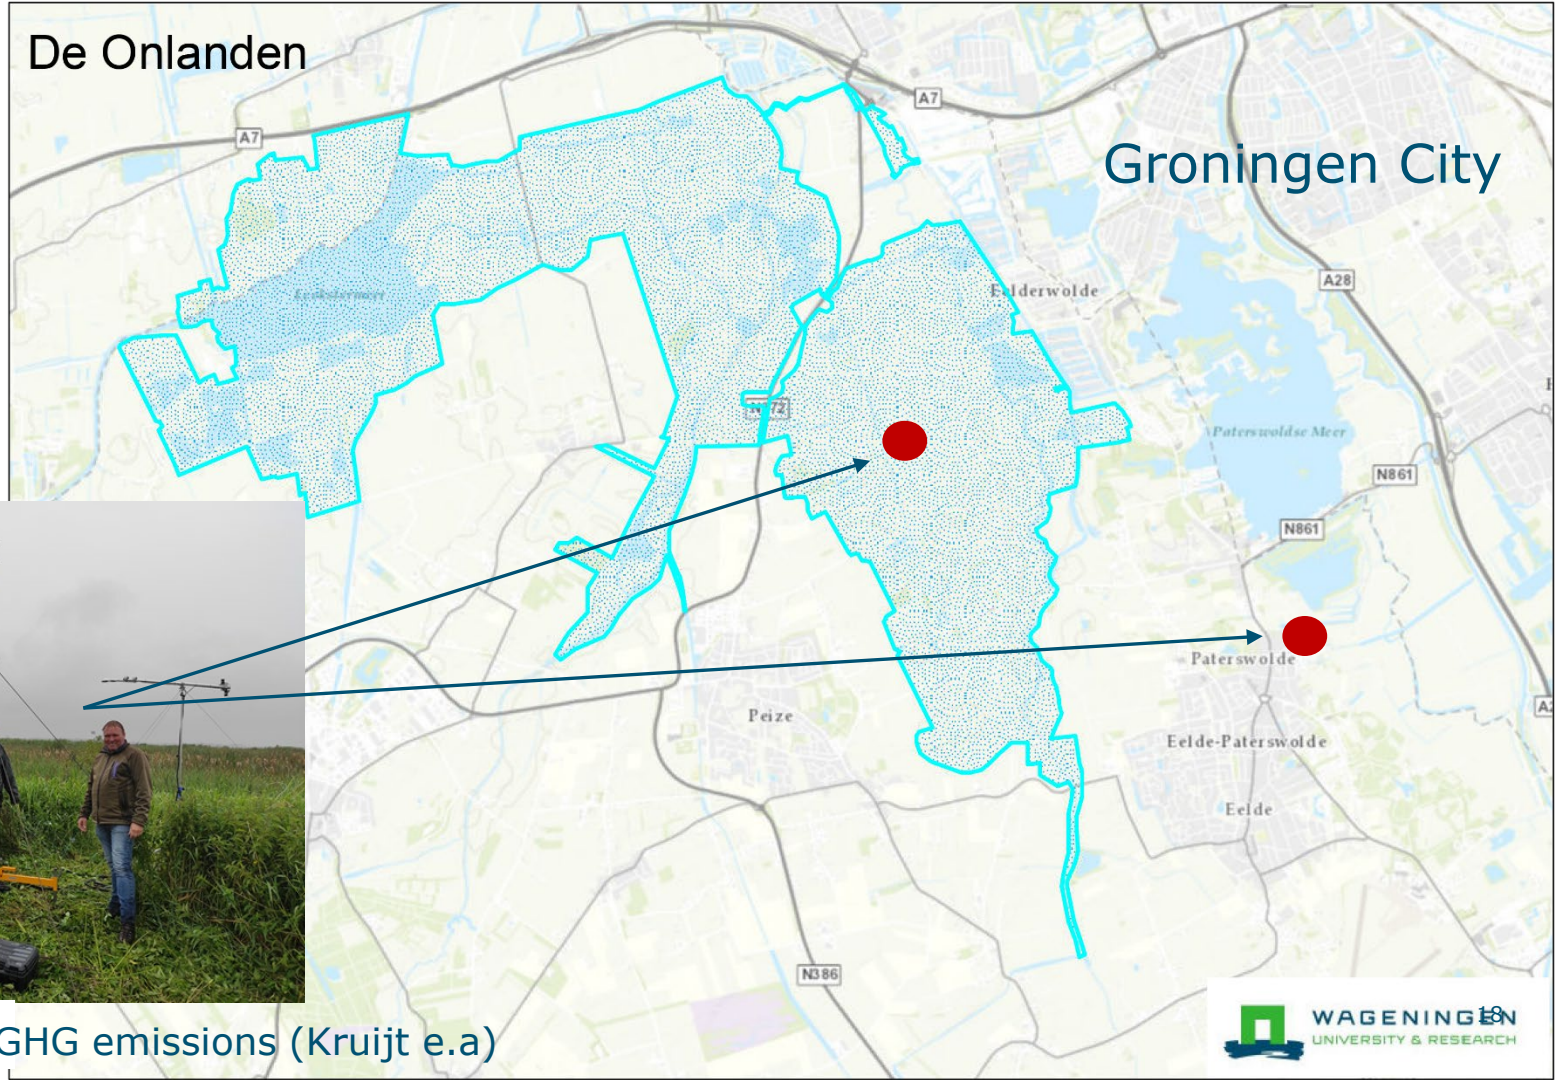 De Onlanden
A7
A7
Groningen City
Eelderwolde
A28
Leekstermeer
N372
Paterswoldse Meer
N861
N861
Paterswolde
Peize
Eelde-Paterswolde
Eelde
N386
GHG emissions (Kruijt e.a)
WAGENINGEN
18
UNIVERSITY & RESEARCH